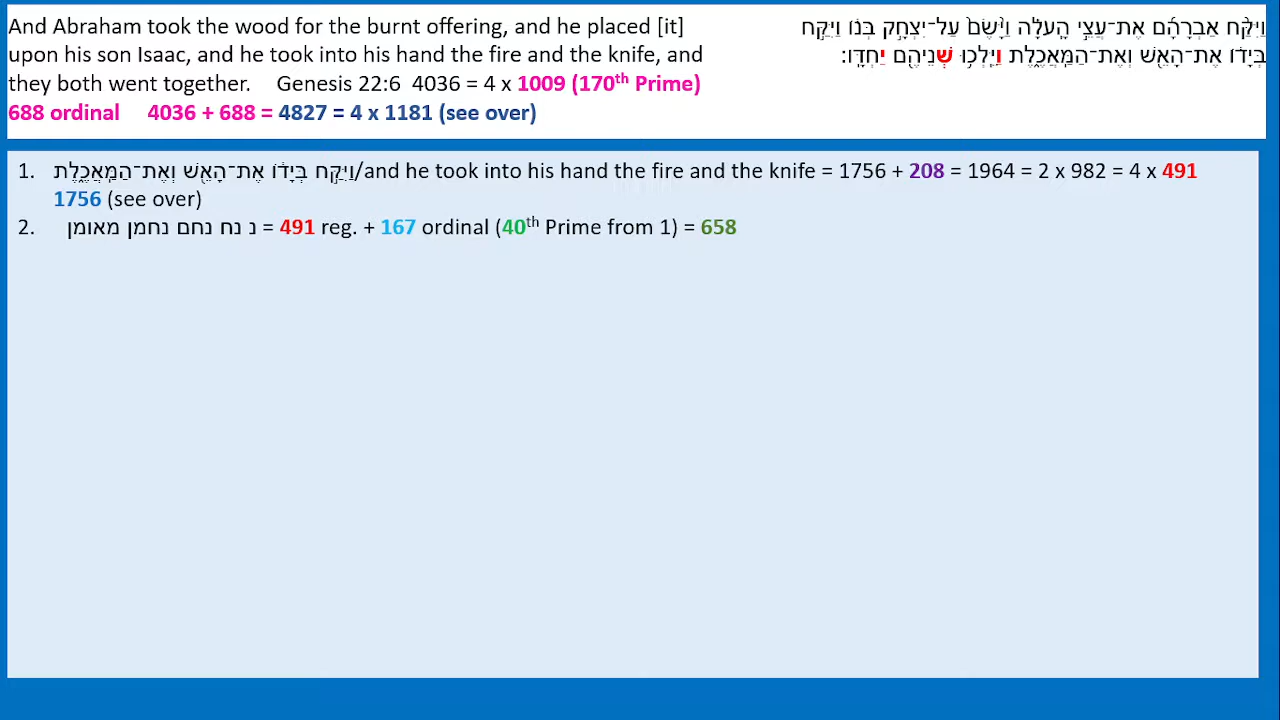 And Abraham took the wood for the burnt offering, and he placed [it]
upon his son Isaac, and he took into his hand the fire and the knife, and
they both went together. Genesis 22:6 4036 = 4 x 1009 (170th Prime)
688 ordinal 4036 + 688 = 4827 = 4 x 1181 (see over)
וַיִּקַּ֨ח אַבְרָהָ֜ם אֶת־עֲצֵ֣י הָֽעֹלָ֗ה וַיָּ֙שֶׂם֙ עַל־יִצְחָ֣ק בְּנ֔וֹ וַיִּקַּ֣ח
בְּיָד֔וֹ אֶת־הָאֵ֖שׁ וְאֶת־הַמַּֽאֲכֶ֑לֶת וַיֵּֽלְכ֥וּ שְׁנֵיהֶ֖ם יַחְדָּֽו:
1. וַיִּקַּ֣ח בְּיָד֔וֹ אֶת־הָאֵ֖שׁ וְאֶת־הַמַּֽאֲכֶ֑לֶת/and he took into his hand the fire and the knife = 1756 + 208 = 1964 = 2 x 982 = 4 x 491
1756 (see over)
2. נ נח נחם נחמן מאומן = 491 reg. + 167 ordinal (40th Prime from 1) = 658